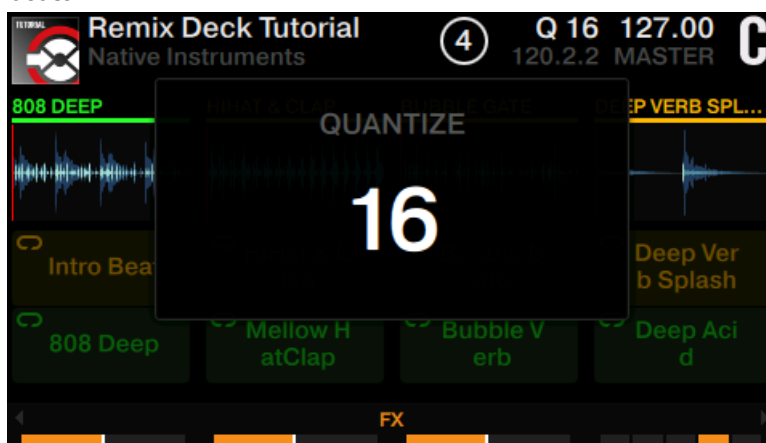 TUTORIAL
Remix Deck Tutorial
Native Instruments
4
Q 16
127.00
120.2.2
MASTER
C
808 DEEP
HIHAT & CLAP
BUBBLE GATE
DEEP VERB SPL...
QUANTIZE
16
Intro Bea
Deep Ver
b Splash
808 Deep
Mellow H
atClap
Bubble V
erb
Deep Aci
d
FX